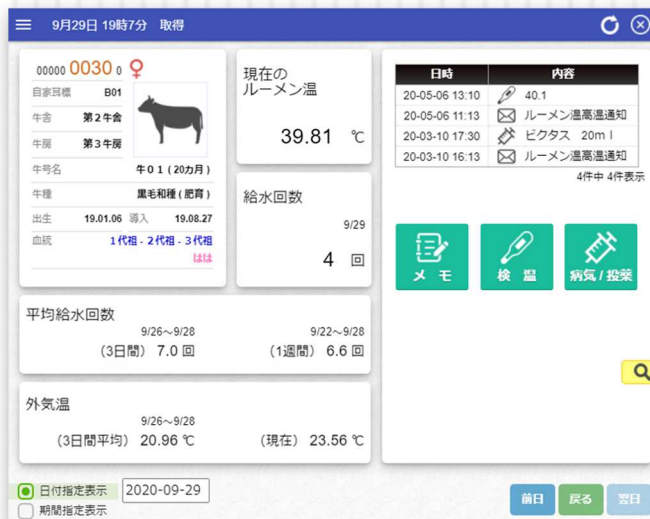 9月29日 19時7分 取得
00000 0030 0 ♀
自家耳標 B01
牛舎 第2牛舎
牛房 第3牛房
牛号名 牛01(20カ月)
牛種 黒毛和種(肥育)
出生 19.01.06 導入 19.08.27
血統 1代祖 - 2代祖 - 3代祖
はは
現在の
ルーメン温
39.81 ℃
給水回数
9/29
4 回
平均給水回数
9/26～9/28 9/22～9/28
(3日間) 7.0 回 (1週間) 6.6 回
外気温
9/26～9/28
(3日間平均) 20.96 ℃ (現在) 23.56 ℃
日時 内容
20-05-06 13:10 40.1
20-05-06 11:13 ルーメン温高温通知
20-03-10 17:30 ビクタス 20ml
20-03-10 16:13 ルーメン温高温通知
4件中 4件表示
メモ 検温 病気/投薬
日付指定表示 2020-09-29
期間指定表示
前日 戻る 翌日